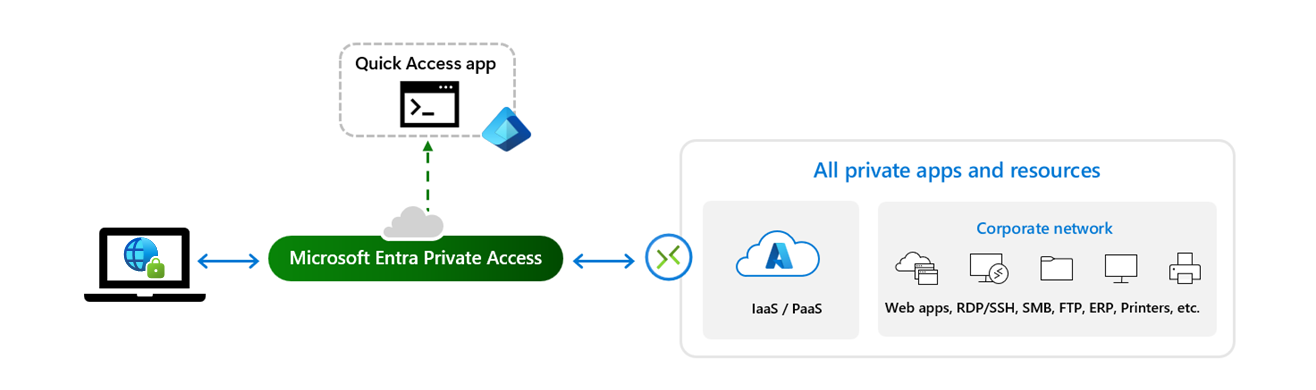 Quick Access app
>_
All private apps and resources
Corporate network
Microsoft Entra Private Access
IaaS / PaaS
Web apps, RDP/SSH, SMB, FTP, ERP, Printers, etc.